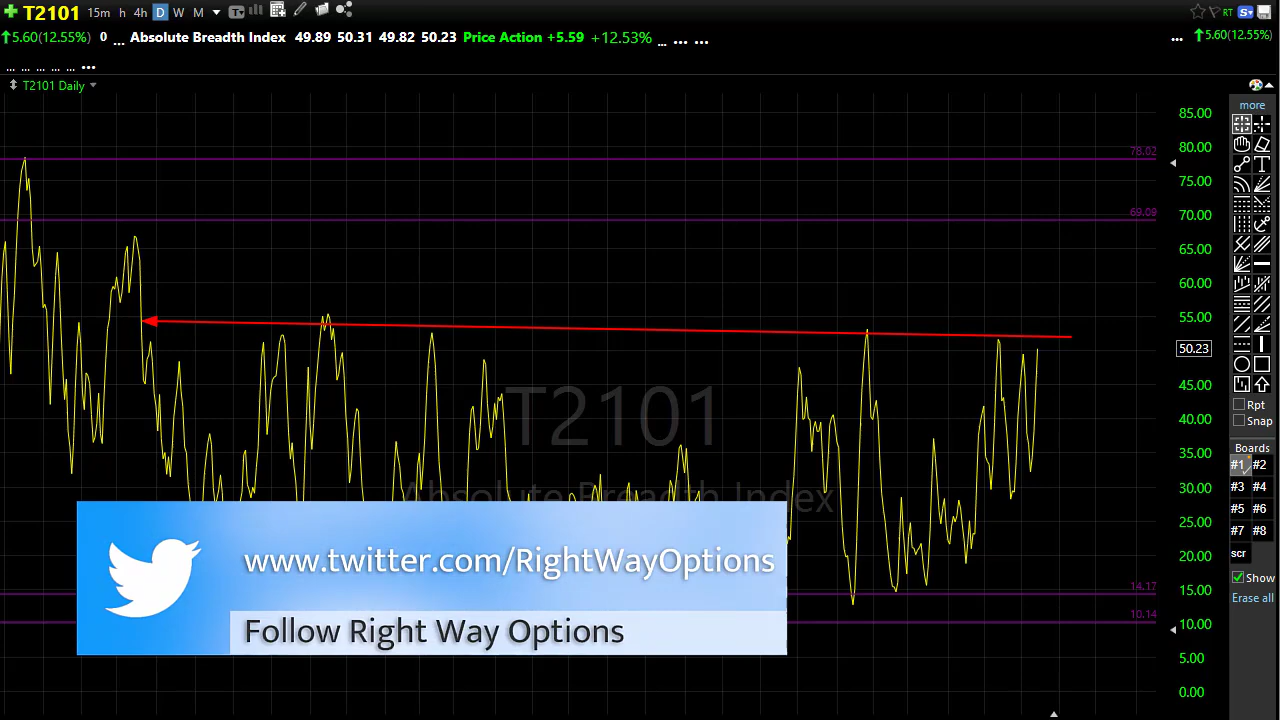 T2101 15m h 4h D W M T RT S
5.60(12.55%) 0 ... Absolute Breadth Index 49.89 50.31 49.82 50.23 Price Action +5.59 +12.53% ... ... ... ... 5.60(12.55%)
... ... ... ... ... ...
T2101 Daily
more
85.00
80.00
78.02
75.00
70.00
69.09
65.00
60.00
55.00
50.23
45.00
40.00
35.00
30.00
25.00
20.00
15.00
14.17
10.14
10.00
5.00
0.00
T2101
Absolute Breadth Index
T
Rpt
Snap
Boards
#1 #2
#3 #4
#5 #6
#7 #8
scr
Show
Erase all
www.twitter.com/RightWayOptions
Follow Right Way Options